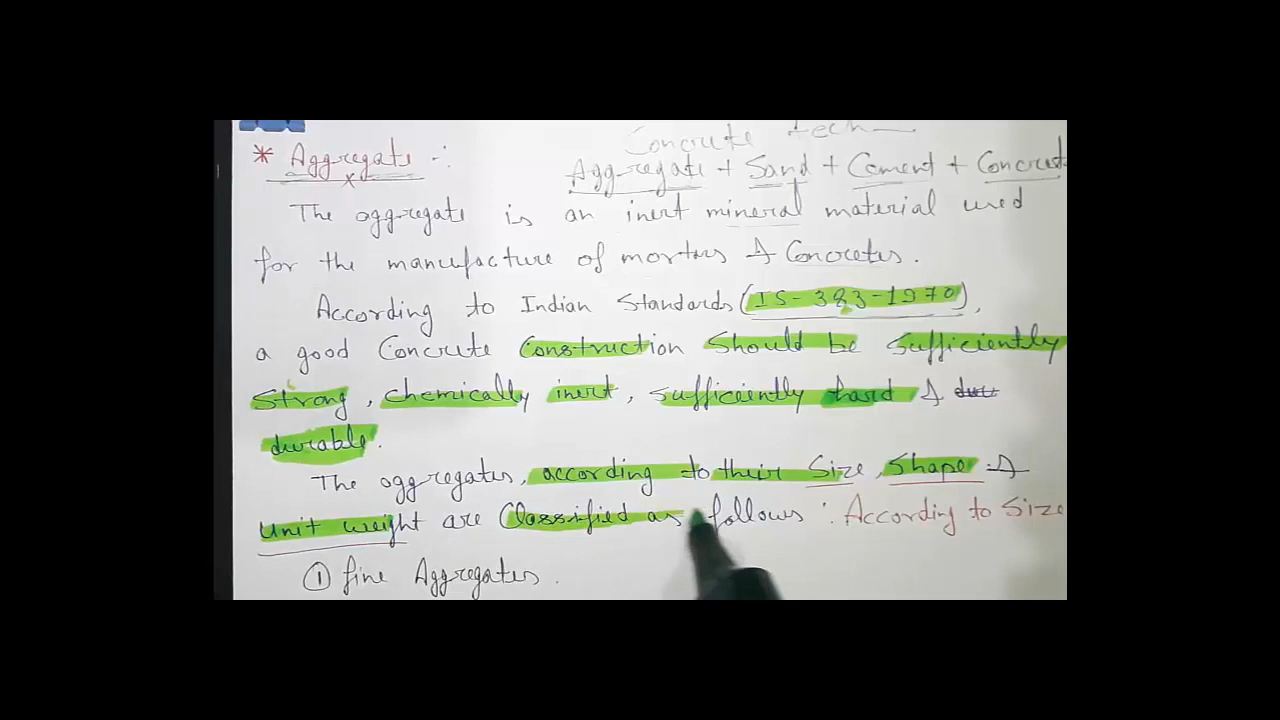 Concrete tech
* Aggregate :-
Aggregate + Sand + Cement + Concret
The aggregate is an inert mineral material used
for the manufacture of mortars & Concretes.
According to Indian Standards (IS-383-1970),
a good Concrete Construction Should be Sufficiently
Strong, chemically inert, sufficiently hard &
durable.
The aggregates, according to their Size, Shape &
Unit weight are Classified as follows : According to Size
① fine Aggregates.